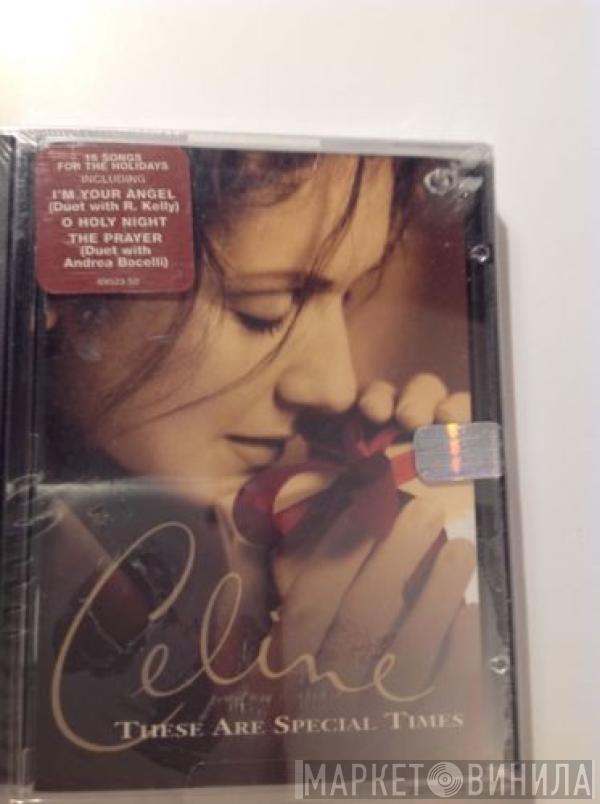 16 SONGS
FOR THE HOLIDAYS
INCLUDING
I'M YOUR ANGEL
(Duet with R. Kelly)
O HOLY NIGHT
THE PRAYER
(Duet with
Andrea Bocelli)
Celine
THESE ARE SPECIAL TIMES
МАРКЕТ ВИНИЛА